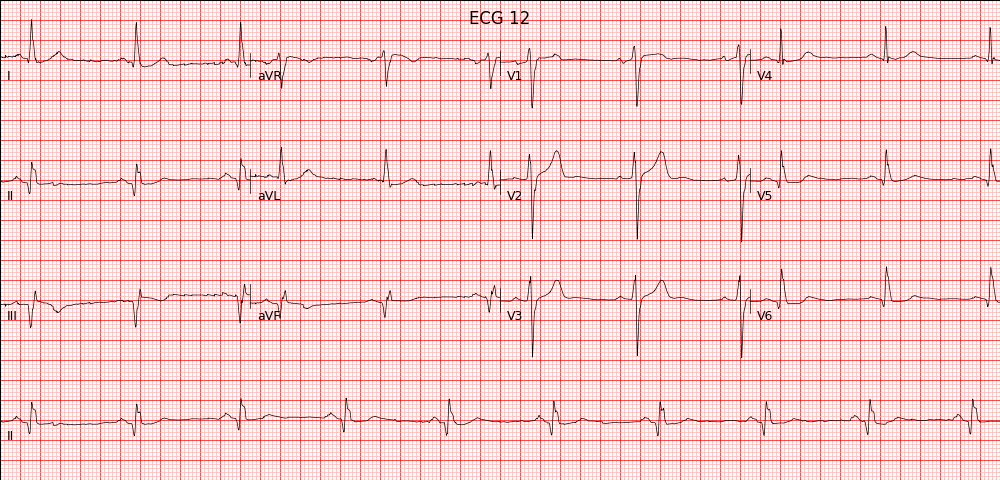 ECG 12
I aVR V1 V4
II aVL V2 V5
III aVF V3 V6
II